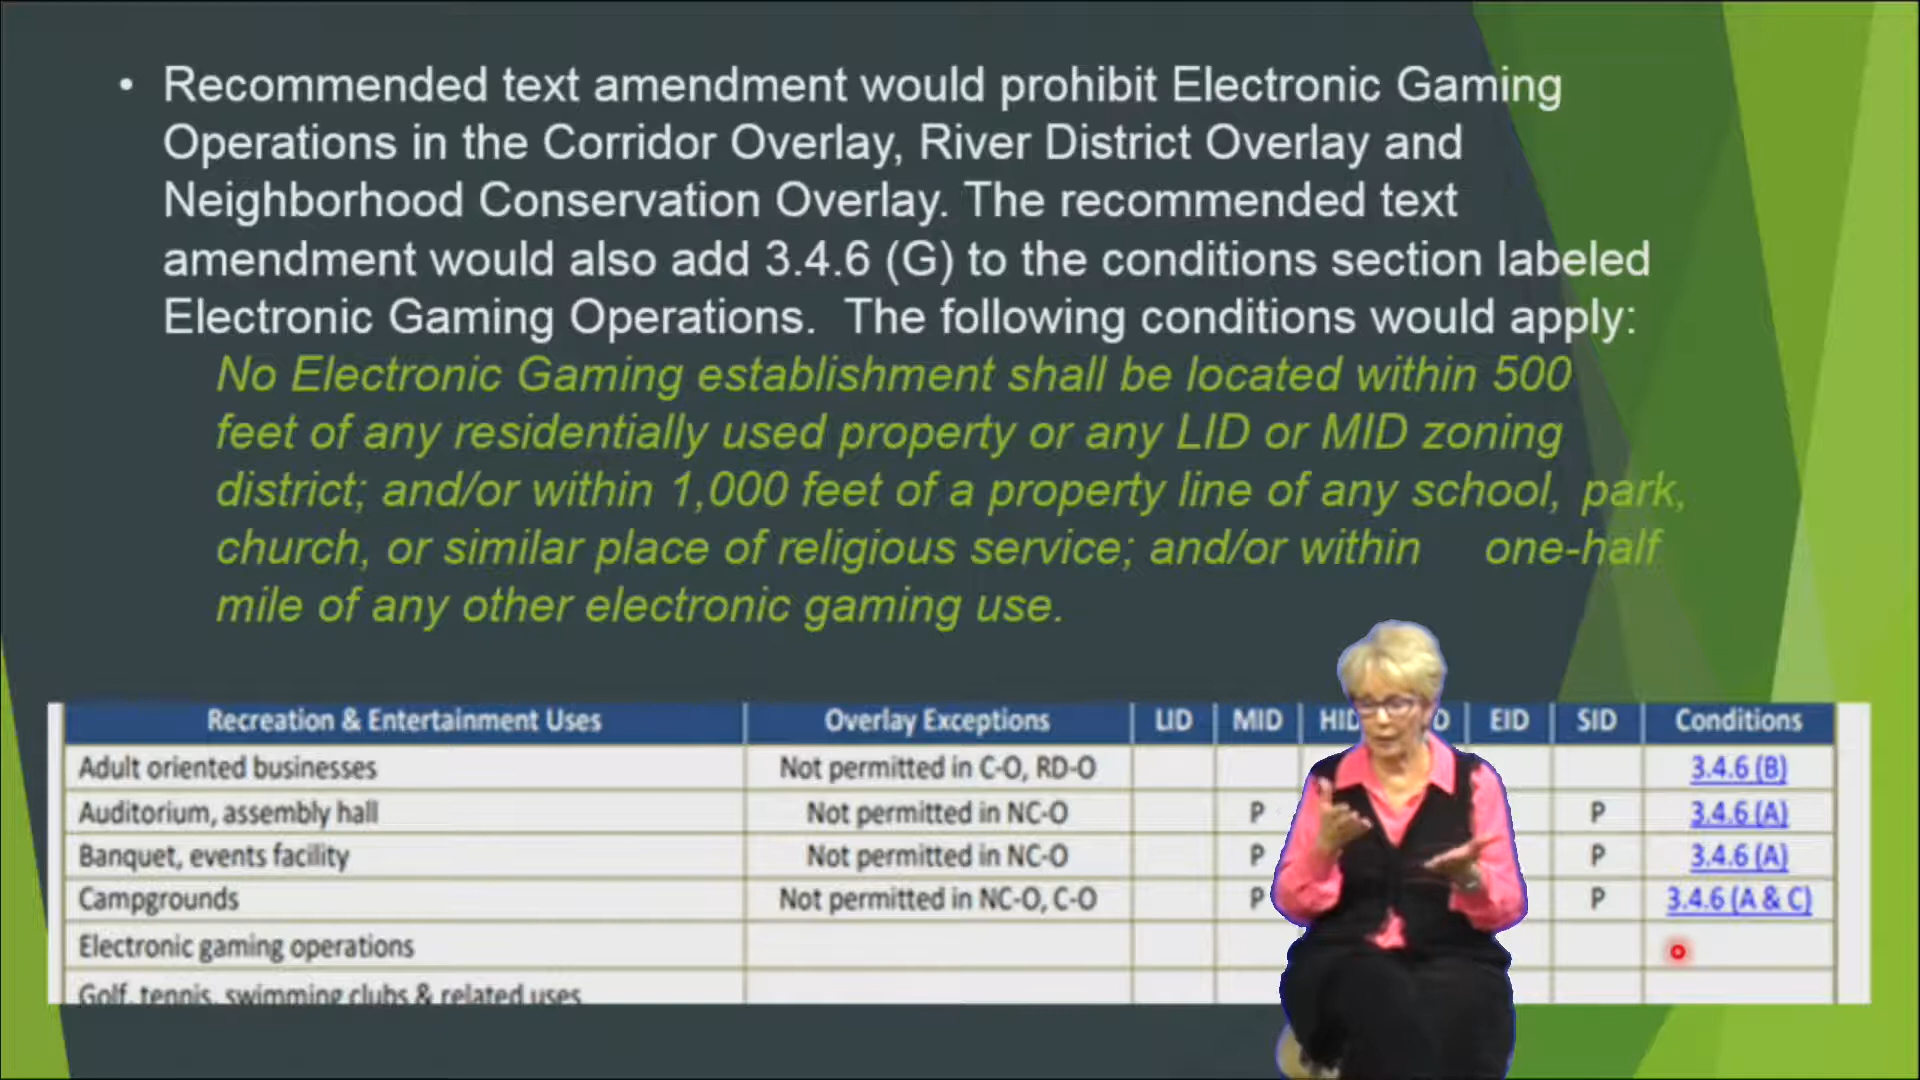 • Recommended text amendment would prohibit Electronic Gaming
Operations in the Corridor Overlay, River District Overlay and
Neighborhood Conservation Overlay. The recommended text
amendment would also add 3.4.6 (G) to the conditions section labeled
Electronic Gaming Operations. The following conditions would apply:
No Electronic Gaming establishment shall be located within 500
feet of any residentially used property or any LID or MID zoning
district; and/or within 1,000 feet of a property line of any school, park,
church, or similar place of religious service; and/or within one-half
mile of any other electronic gaming use.
Recreation & Entertainment Uses Overlay Exceptions LID MID EID SID Conditions
Adult oriented businesses Not permitted in C-O, RD-O 3.4.6 (B)
Auditorium, assembly hall Not permitted in NC-O P P 3.4.6 (A)
Banquet, events facility Not permitted in NC-O P P 3.4.6 (A)
Campgrounds Not permitted in NC-O, C-O P P 3.4.6 (A & C)
Electronic gaming operations
Golf, tennis, swimming clubs & related uses